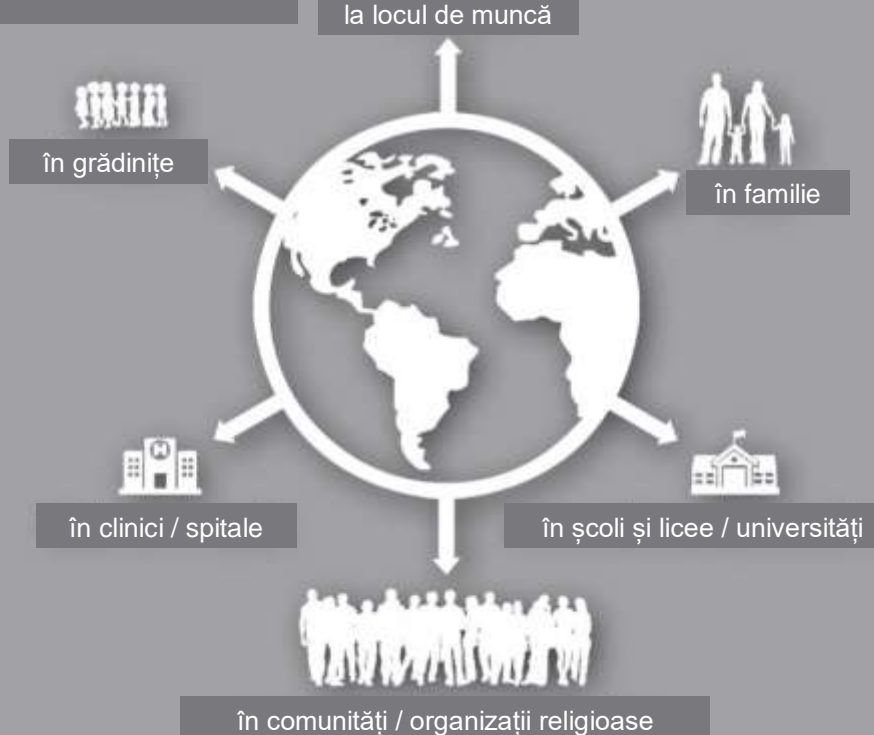 la locul de muncă
în grădinițe
în familie
în clinici / spitale
în școli și licee / universități
în comunități / organizații religioase